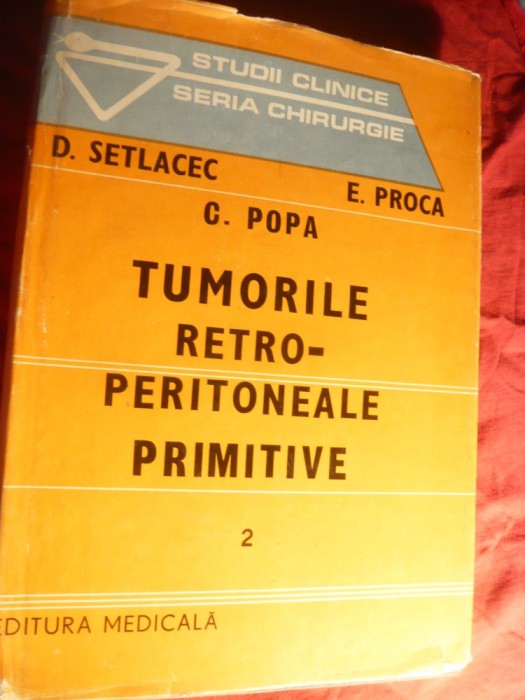 STUDII CLINICE
SERIA CHIRURGIE
D. SETLACEC
E. PROCA
C. POPA
TUMORILE
RETRO-
PERITONEALE
PRIMITIVE
2
EDITURA MEDICALĂ